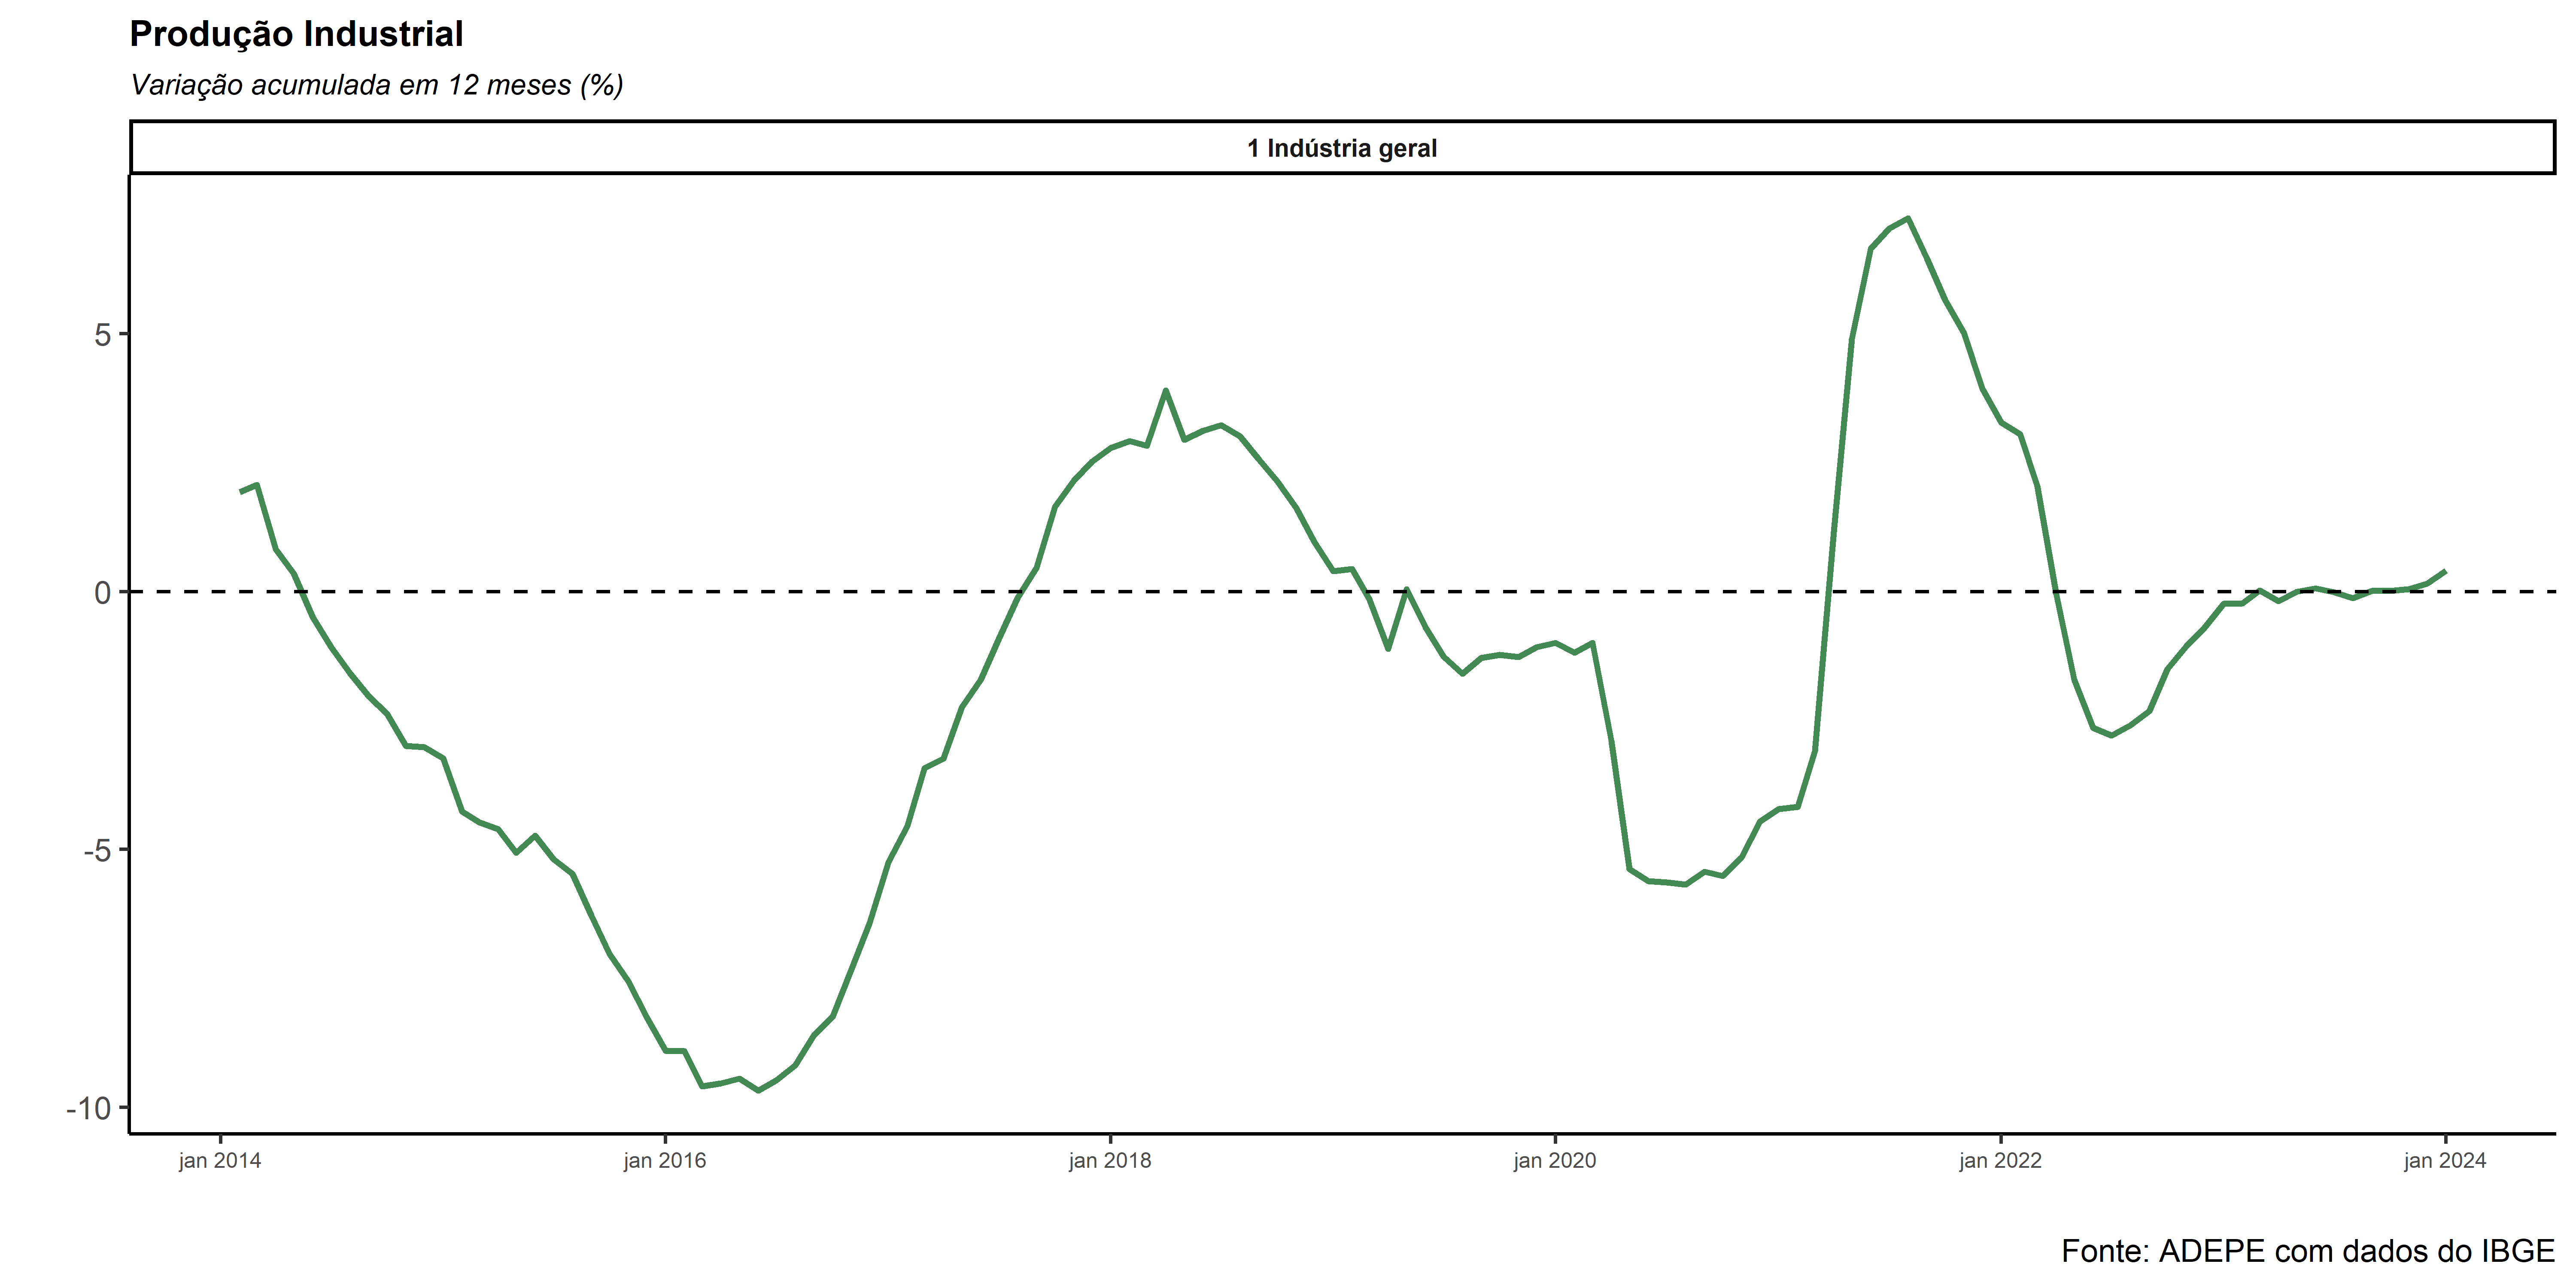 Produção Industrial
Variação acumulada em 12 meses (%)
1 Indústria geral
5
0
-5
-10
jan 2014 jan 2016 jan 2018 jan 2020 jan 2022 jan 2024
Fonte: ADEPE com dados do IBGE